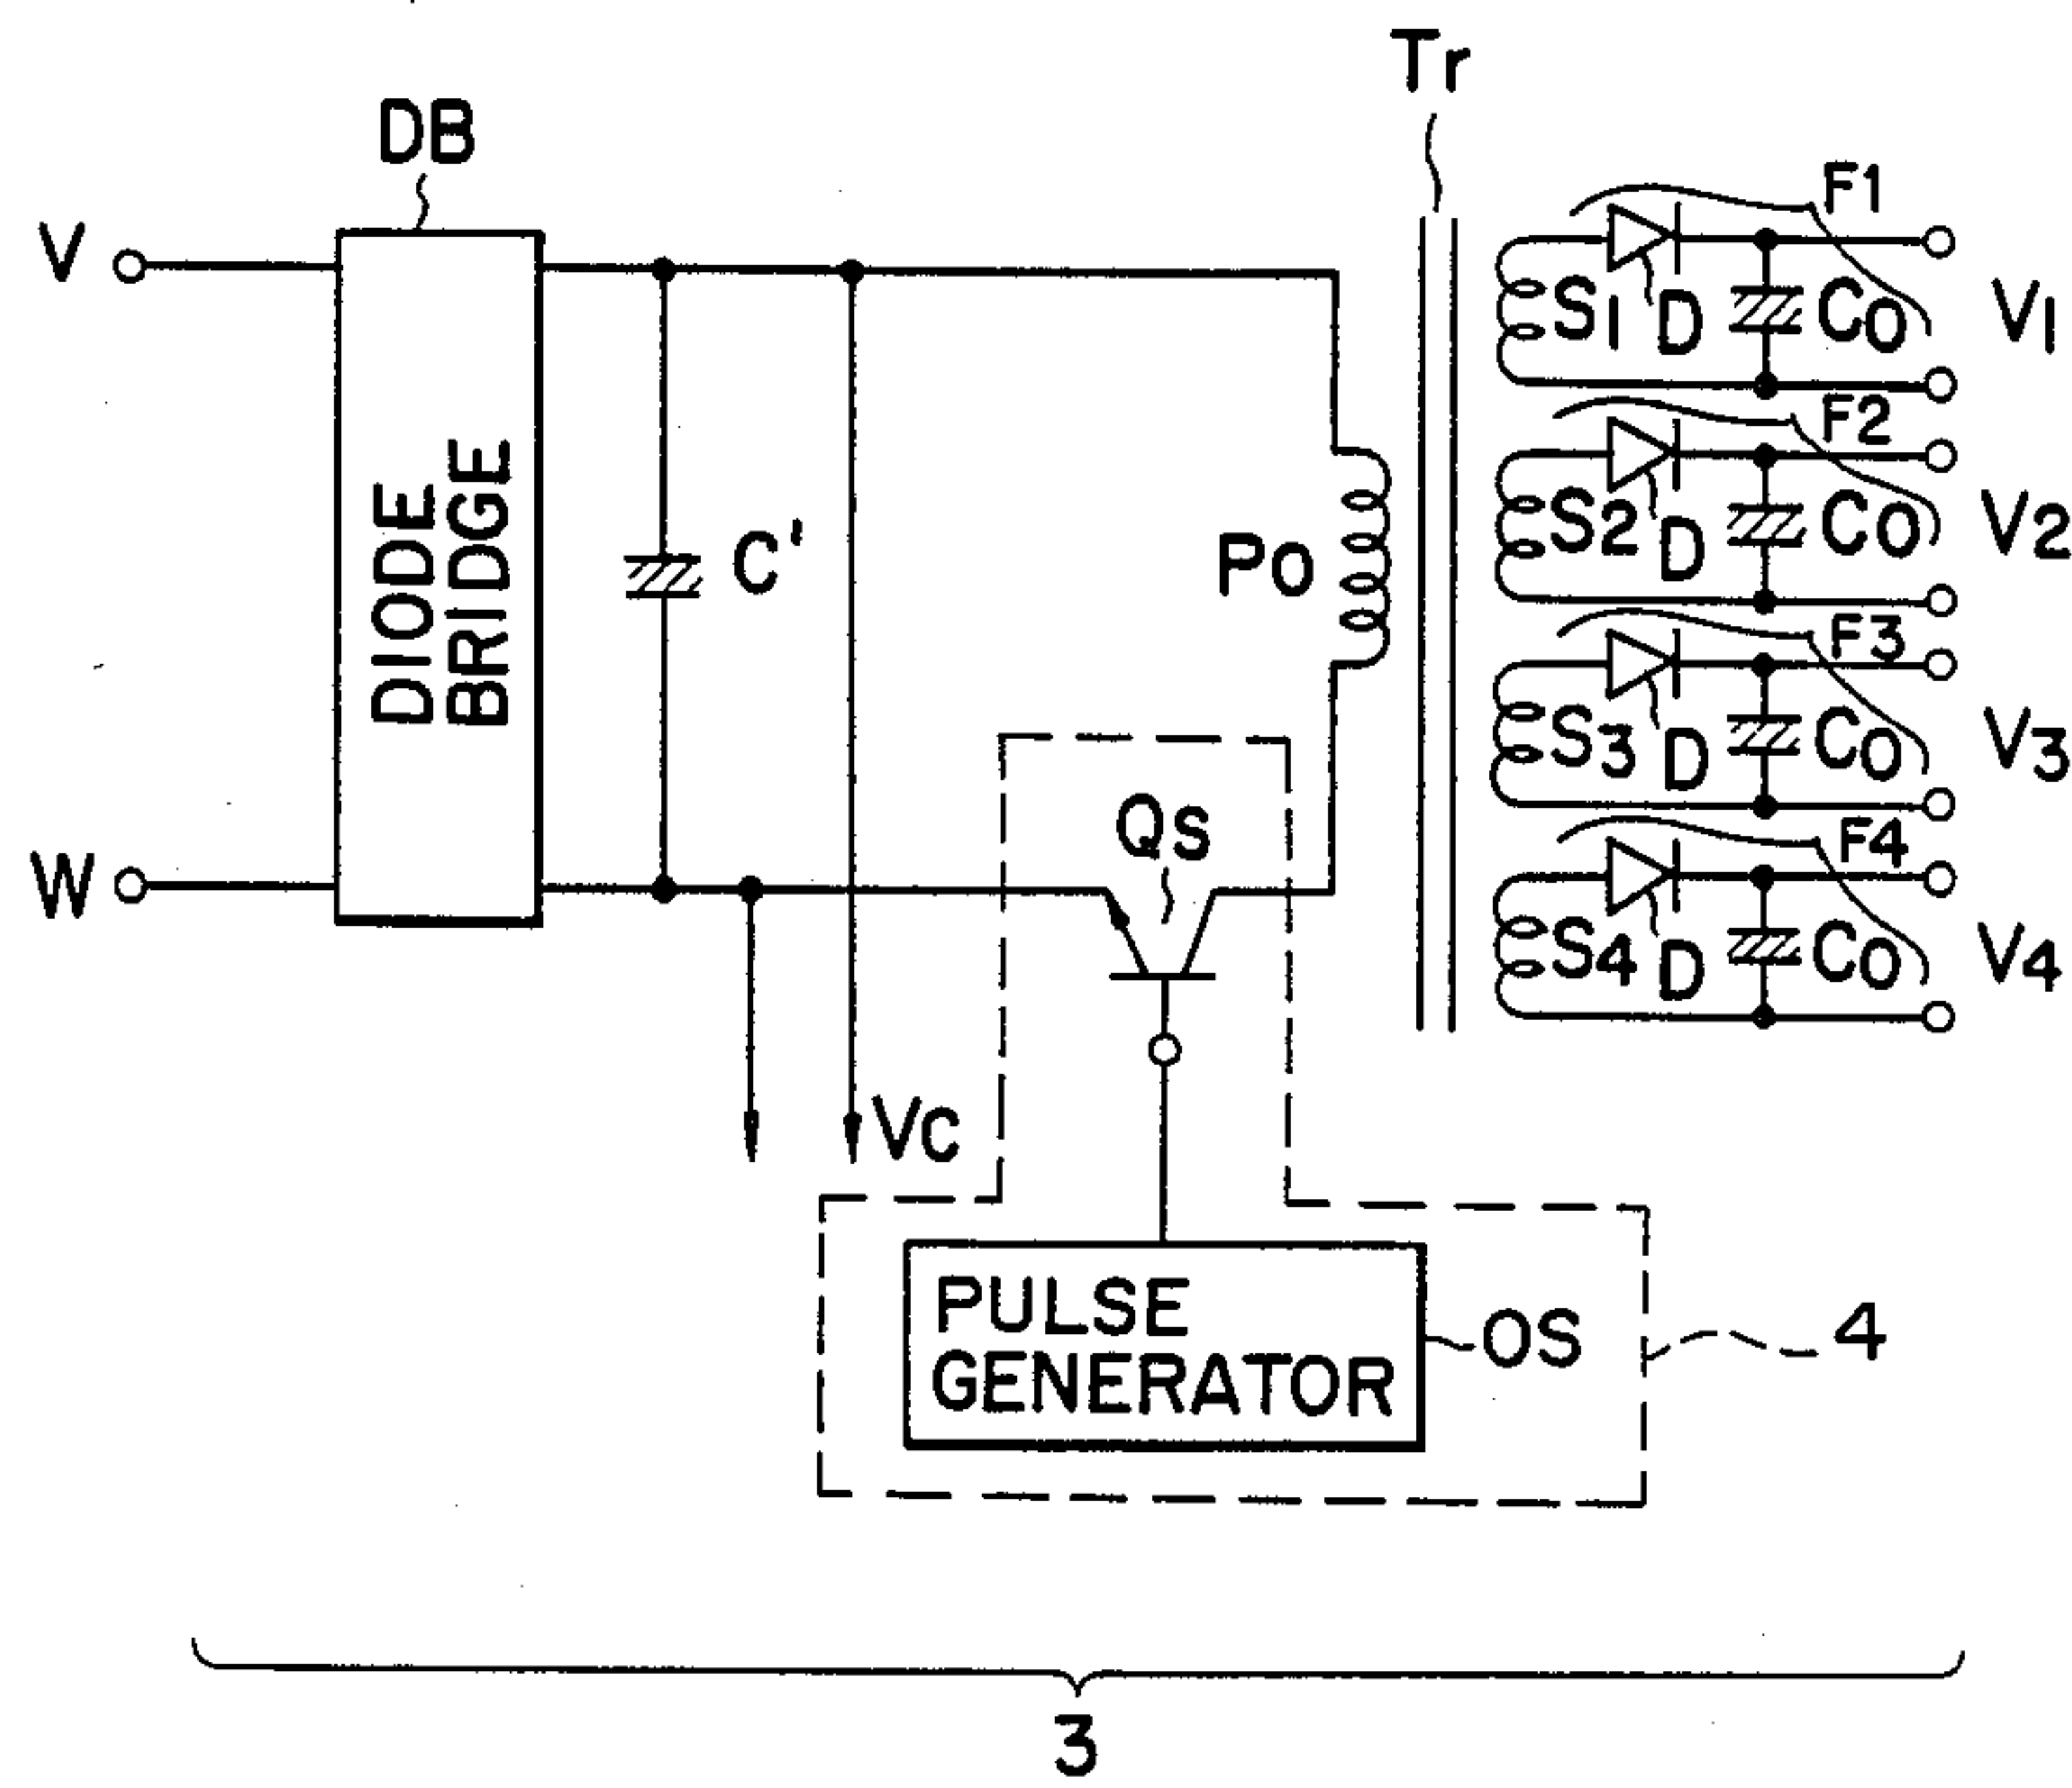 Tr
DB
V
W
DIODE
BRIDGE
C'
Po
Qs
Vc
S1
D
Co
F1
V1
S2
D
Co
F2
V2
S3
D
Co
F3
V3
S4
D
Co
F4
V4
PULSE
GENERATOR
OS
4
3